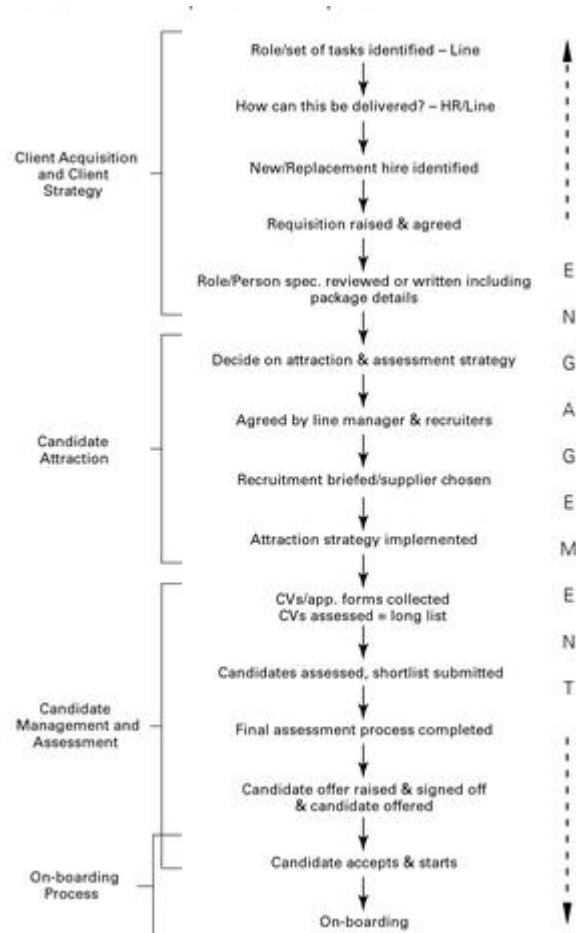 Role/set of tasks identified – Line
How can this be delivered? – HR/Line
Client Acquisition
and Client
Strategy
New/Replacement hire identified
Requisition raised & agreed
Role/Person spec. reviewed or written including
package details
Decide on attraction & assessment strategy
Agreed by line manager & recruiters
Candidate
Attraction
Recruitment briefed/supplier chosen
Attraction strategy implemented
CVs/app. forms collected
CVs assessed = long list
Candidates assessed, shortlist submitted
Candidate
Management and
Assessment
Final assessment process completed
Candidate offer raised & signed off
& candidate offered
Candidate accepts & starts
On-boarding
Process
On-boarding
E
N
G
A
G
E
M
E
N
T